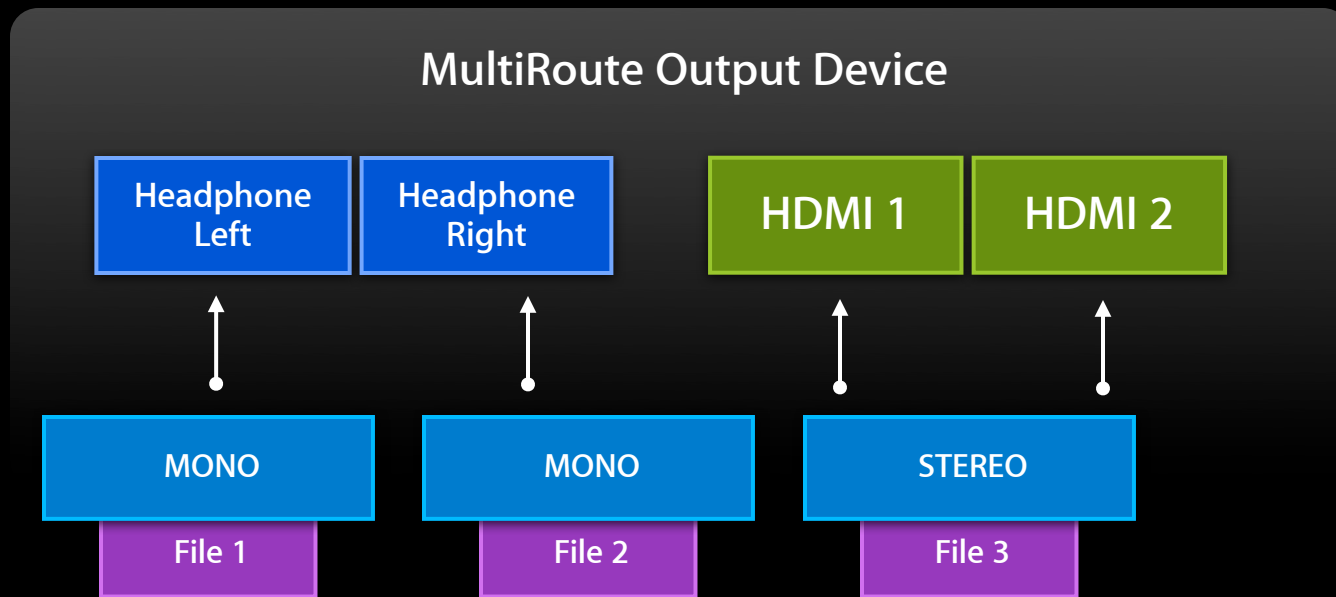 MultiRoute Output Device
Headphone
Left
Headphone
Right
HDMI 1
HDMI 2
MONO
MONO
STEREO
File 1
File 2
File 3